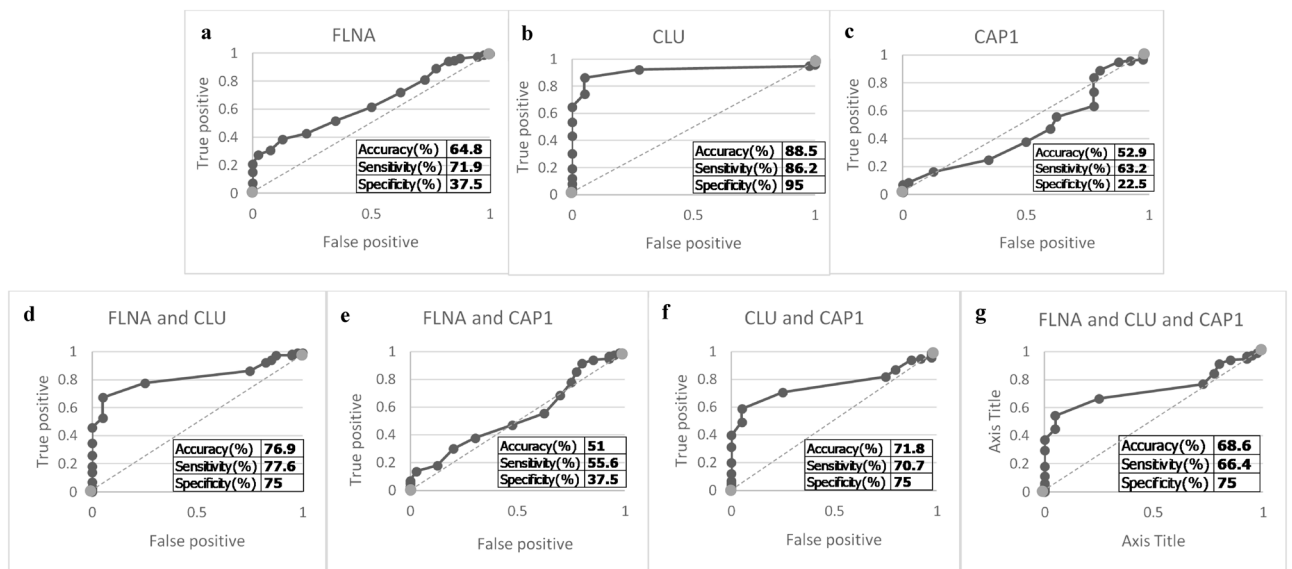 a
FLNA
1
0.8
0.6
0.4
0.2
0
True positive
Accuracy(%) 64.8
Sensitivity(%) 71.9
Specificity(%) 37.5
0 0.5 1
False positive
b
CLU
1
0.8
0.6
0.4
0.2
0
True positive
Accuracy(%) 88.5
Sensitivity(%) 86.2
Specificity(%) 95
0 0.5 1
False positive
c
CAP1
1
0.8
0.6
0.4
0.2
0
True positive
Accuracy(%) 52.9
Sensitivity(%) 63.2
Specificity(%) 22.5
0 0.5 1
False positive
d
FLNA and CLU
1
0.8
0.6
0.4
0.2
0
True positive
Accuracy(%) 76.9
Sensitivity(%) 77.6
Specificity(%) 75
0 0.5 1
False positive
e
FLNA and CAP1
1
0.8
0.6
0.4
0.2
0
True positive
Accuracy(%) 51
Sensitivity(%) 55.6
Specificity(%) 37.5
0 0.5 1
False positive
f
CLU and CAP1
1
0.8
0.6
0.4
0.2
0
True positive
Accuracy(%) 71.8
Sensitivity(%) 70.7
Specificity(%) 75
0 0.5 1
False positive
g
FLNA and CLU and CAP1
1
0.8
0.6
0.4
0.2
0
Axis Title
Accuracy(%) 68.6
Sensitivity(%) 66.4
Specificity(%) 75
0 0.5 1
Axis Title